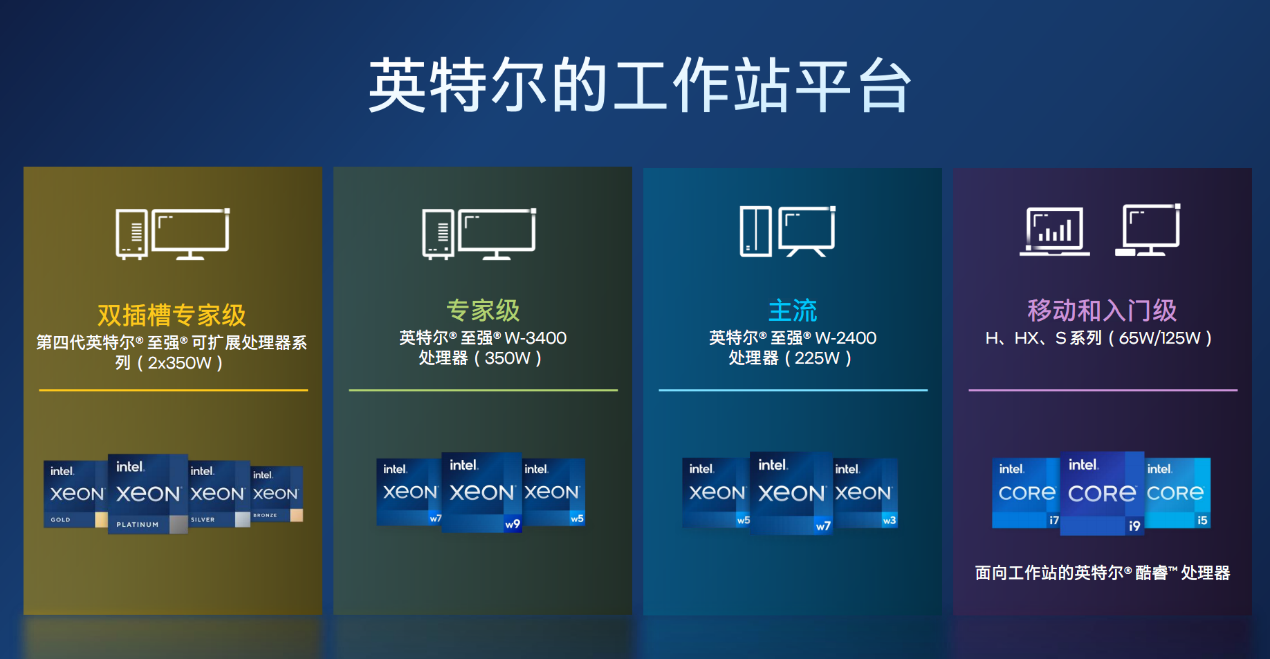 英特尔的工作站平台
双插槽专家级
第四代英特尔® 至强® 可扩展处理器系
列（2x350W）
intel.
XEON
GOLD
intel.
XEON
PLATINUM
intel.
XEON
SILVER
intel.
XEON
BRONZE
专家级
英特尔® 至强® W-3400
处理器（350W）
intel.
XEON
w7
intel.
XEON
w9
intel.
XEON
w5
主流
英特尔® 至强® W-2400
处理器（225W）
intel.
XEON
w5
intel.
XEON
w7
intel.
XEON
w3
移动和入门级
H、HX、S 系列（65W/125W）
intel.
CORE
i7
intel.
CORE
i9
intel.
CORE
i5
面向工作站的英特尔® 酷睿™ 处理器